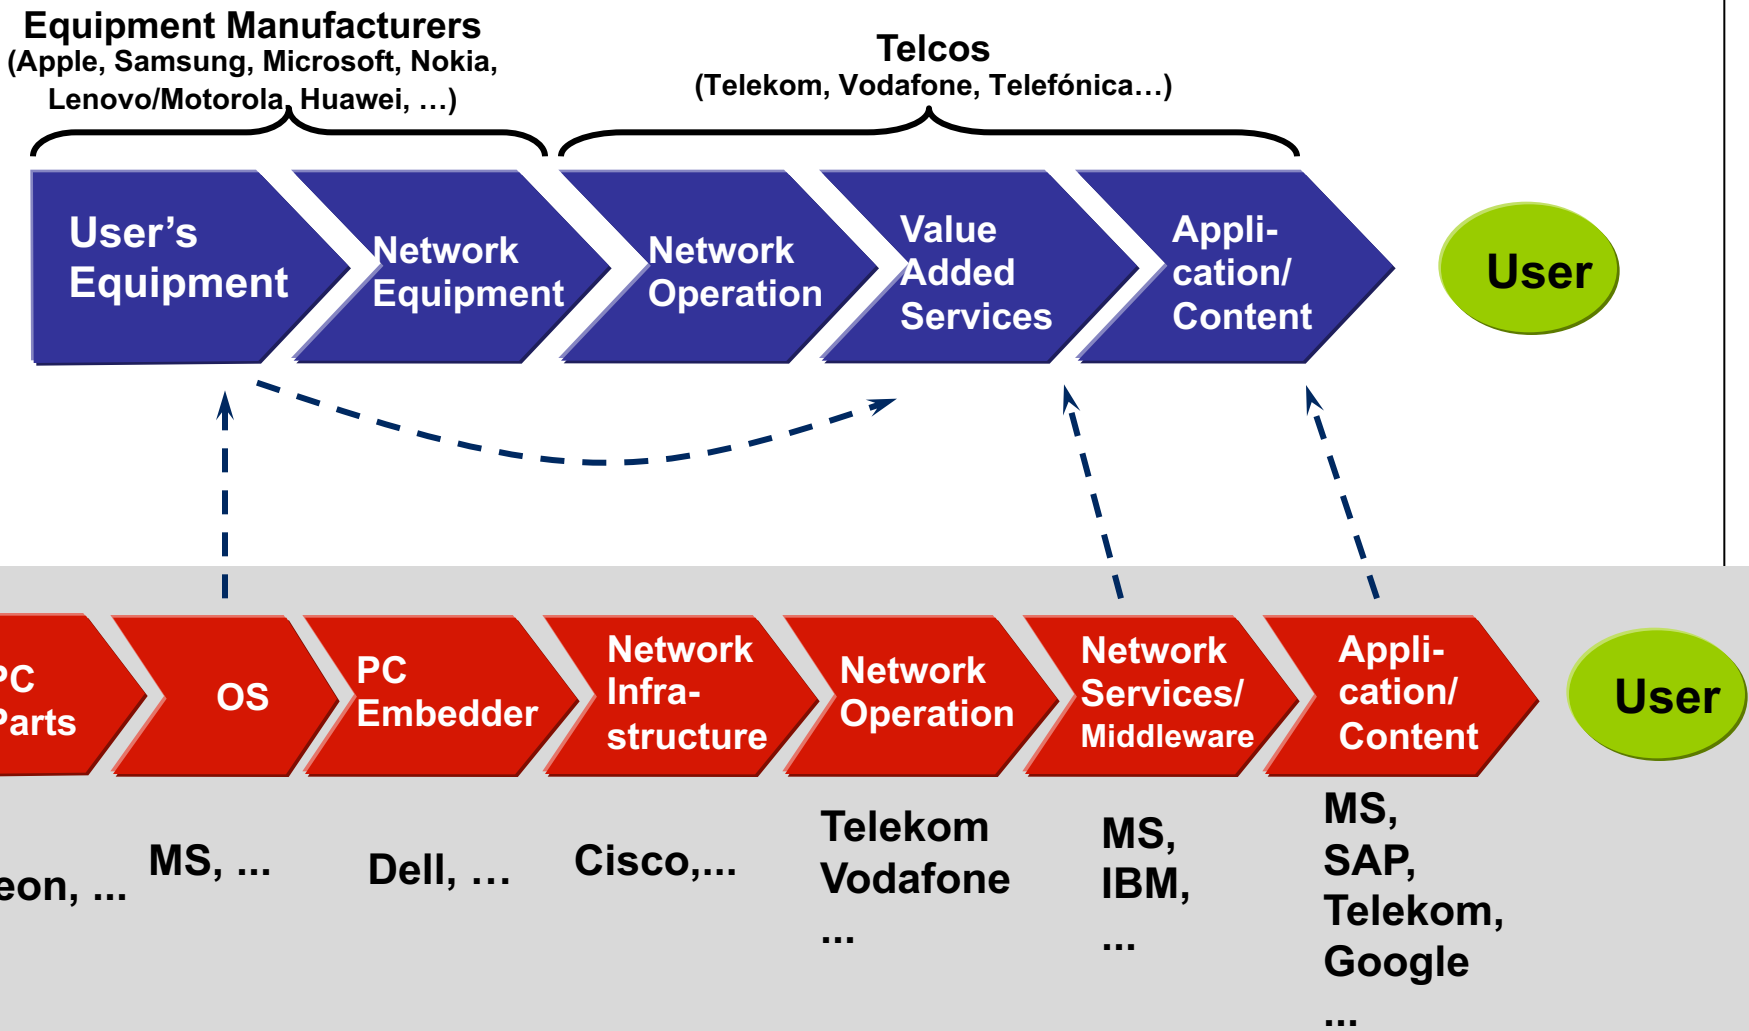 Equipment Manufacturers
(Apple, Samsung, Microsoft, Nokia,
Lenovo/Motorola, Huawei, …)
Telcos
(Telekom, Vodafone, Telefónica…)
User’s
Equipment
Network
Equipment
Network
Operation
Value
Added
Services
Appli-
cation/
Content
User
PC
Parts
OS
PC
Embedder
Network
Infra-
structure
Network
Operation
Network
Services/
Middleware
Appli-
cation/
Content
User
eon, ...
MS, ...
Dell, …
Cisco,...
Telekom
Vodafone
...
MS,
IBM,
...
MS,
SAP,
Telekom,
Google
...